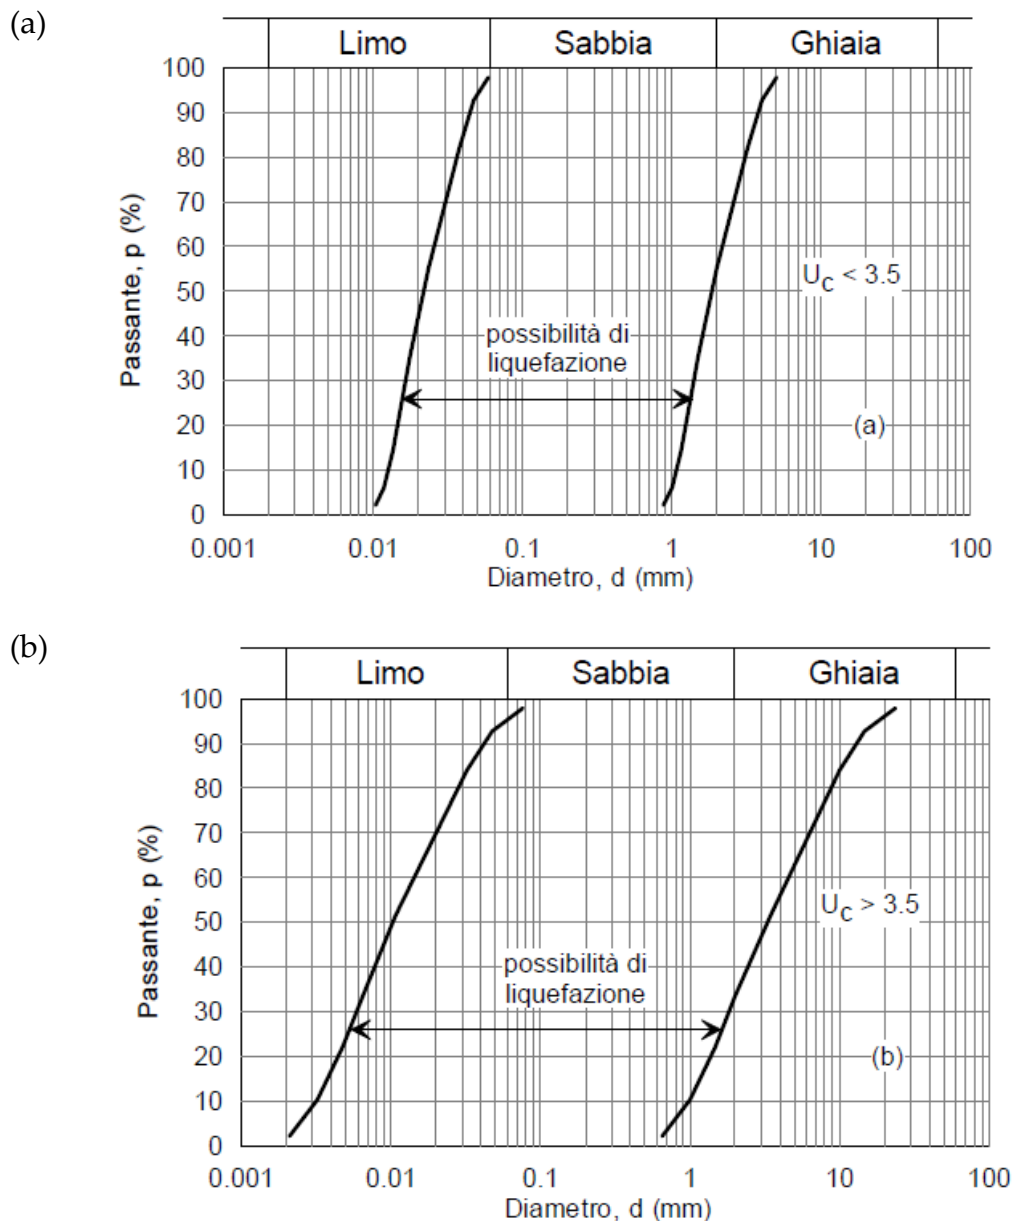 (a)
Limo Sabbia Ghiaia
100
90
80
70
60
50
40
30
20
10
0
Passante, p (%)
U_C < 3.5
possibilità di
liquefazione
(a)
0.001 0.01 0.1 1 10 100
Diametro, d (mm)
(b)
Limo Sabbia Ghiaia
100
90
80
70
60
50
40
30
20
10
0
Passante, p (%)
U_C > 3.5
possibilità di
liquefazione
(b)
0.001 0.01 0.1 1 10 100
Diametro, d (mm)